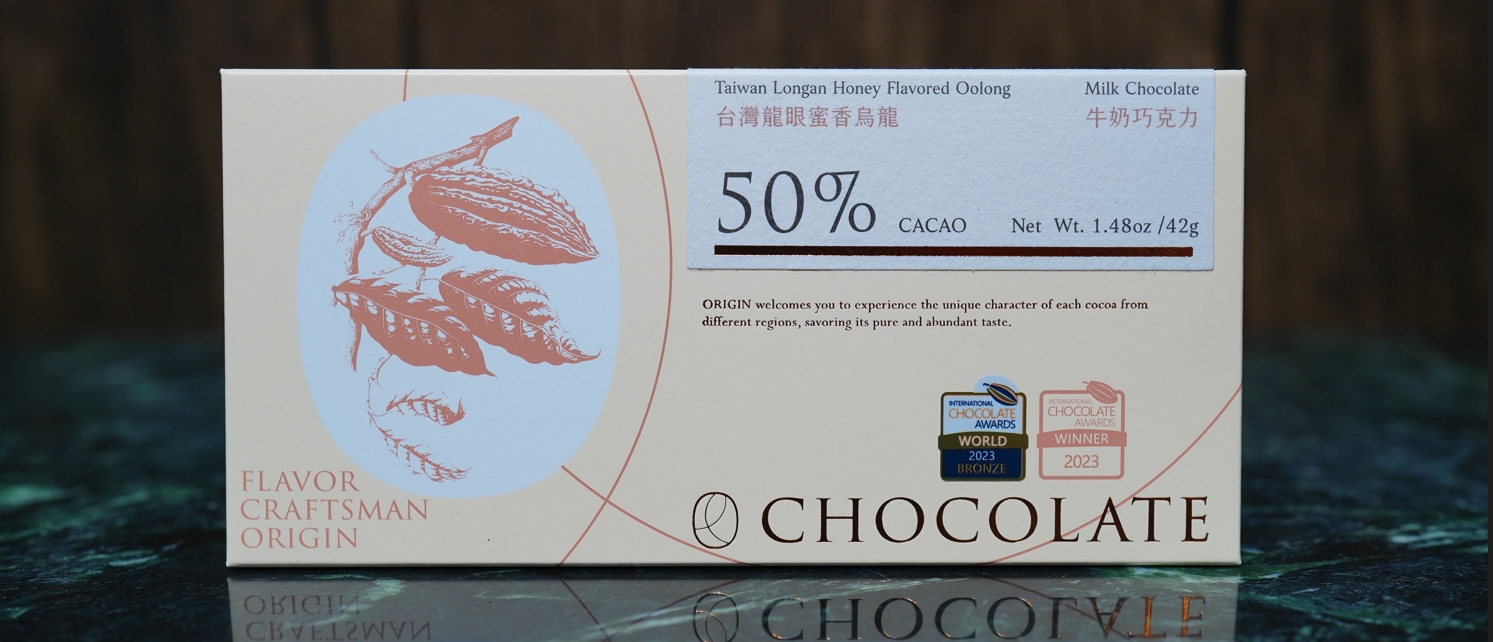 Taiwan Longan Honey Flavored Oolong
台灣龍眼蜜香烏龍
Milk Chocolate
牛奶巧克力
50% CACAO
Net Wt. 1.48oz /42g
ORIGIN welcomes you to experience the unique character of each cocoa from
different regions, savoring its pure and abundant taste.
INTERNATIONAL
CHOCOLATE
AWARDS
WORLD
2023
BRONZE
INTERNATIONAL
CHOCOLATE
AWARDS
WINNER
2023
FLAVOR
CRAFTSMAN
ORIGIN
CHOCOLATE